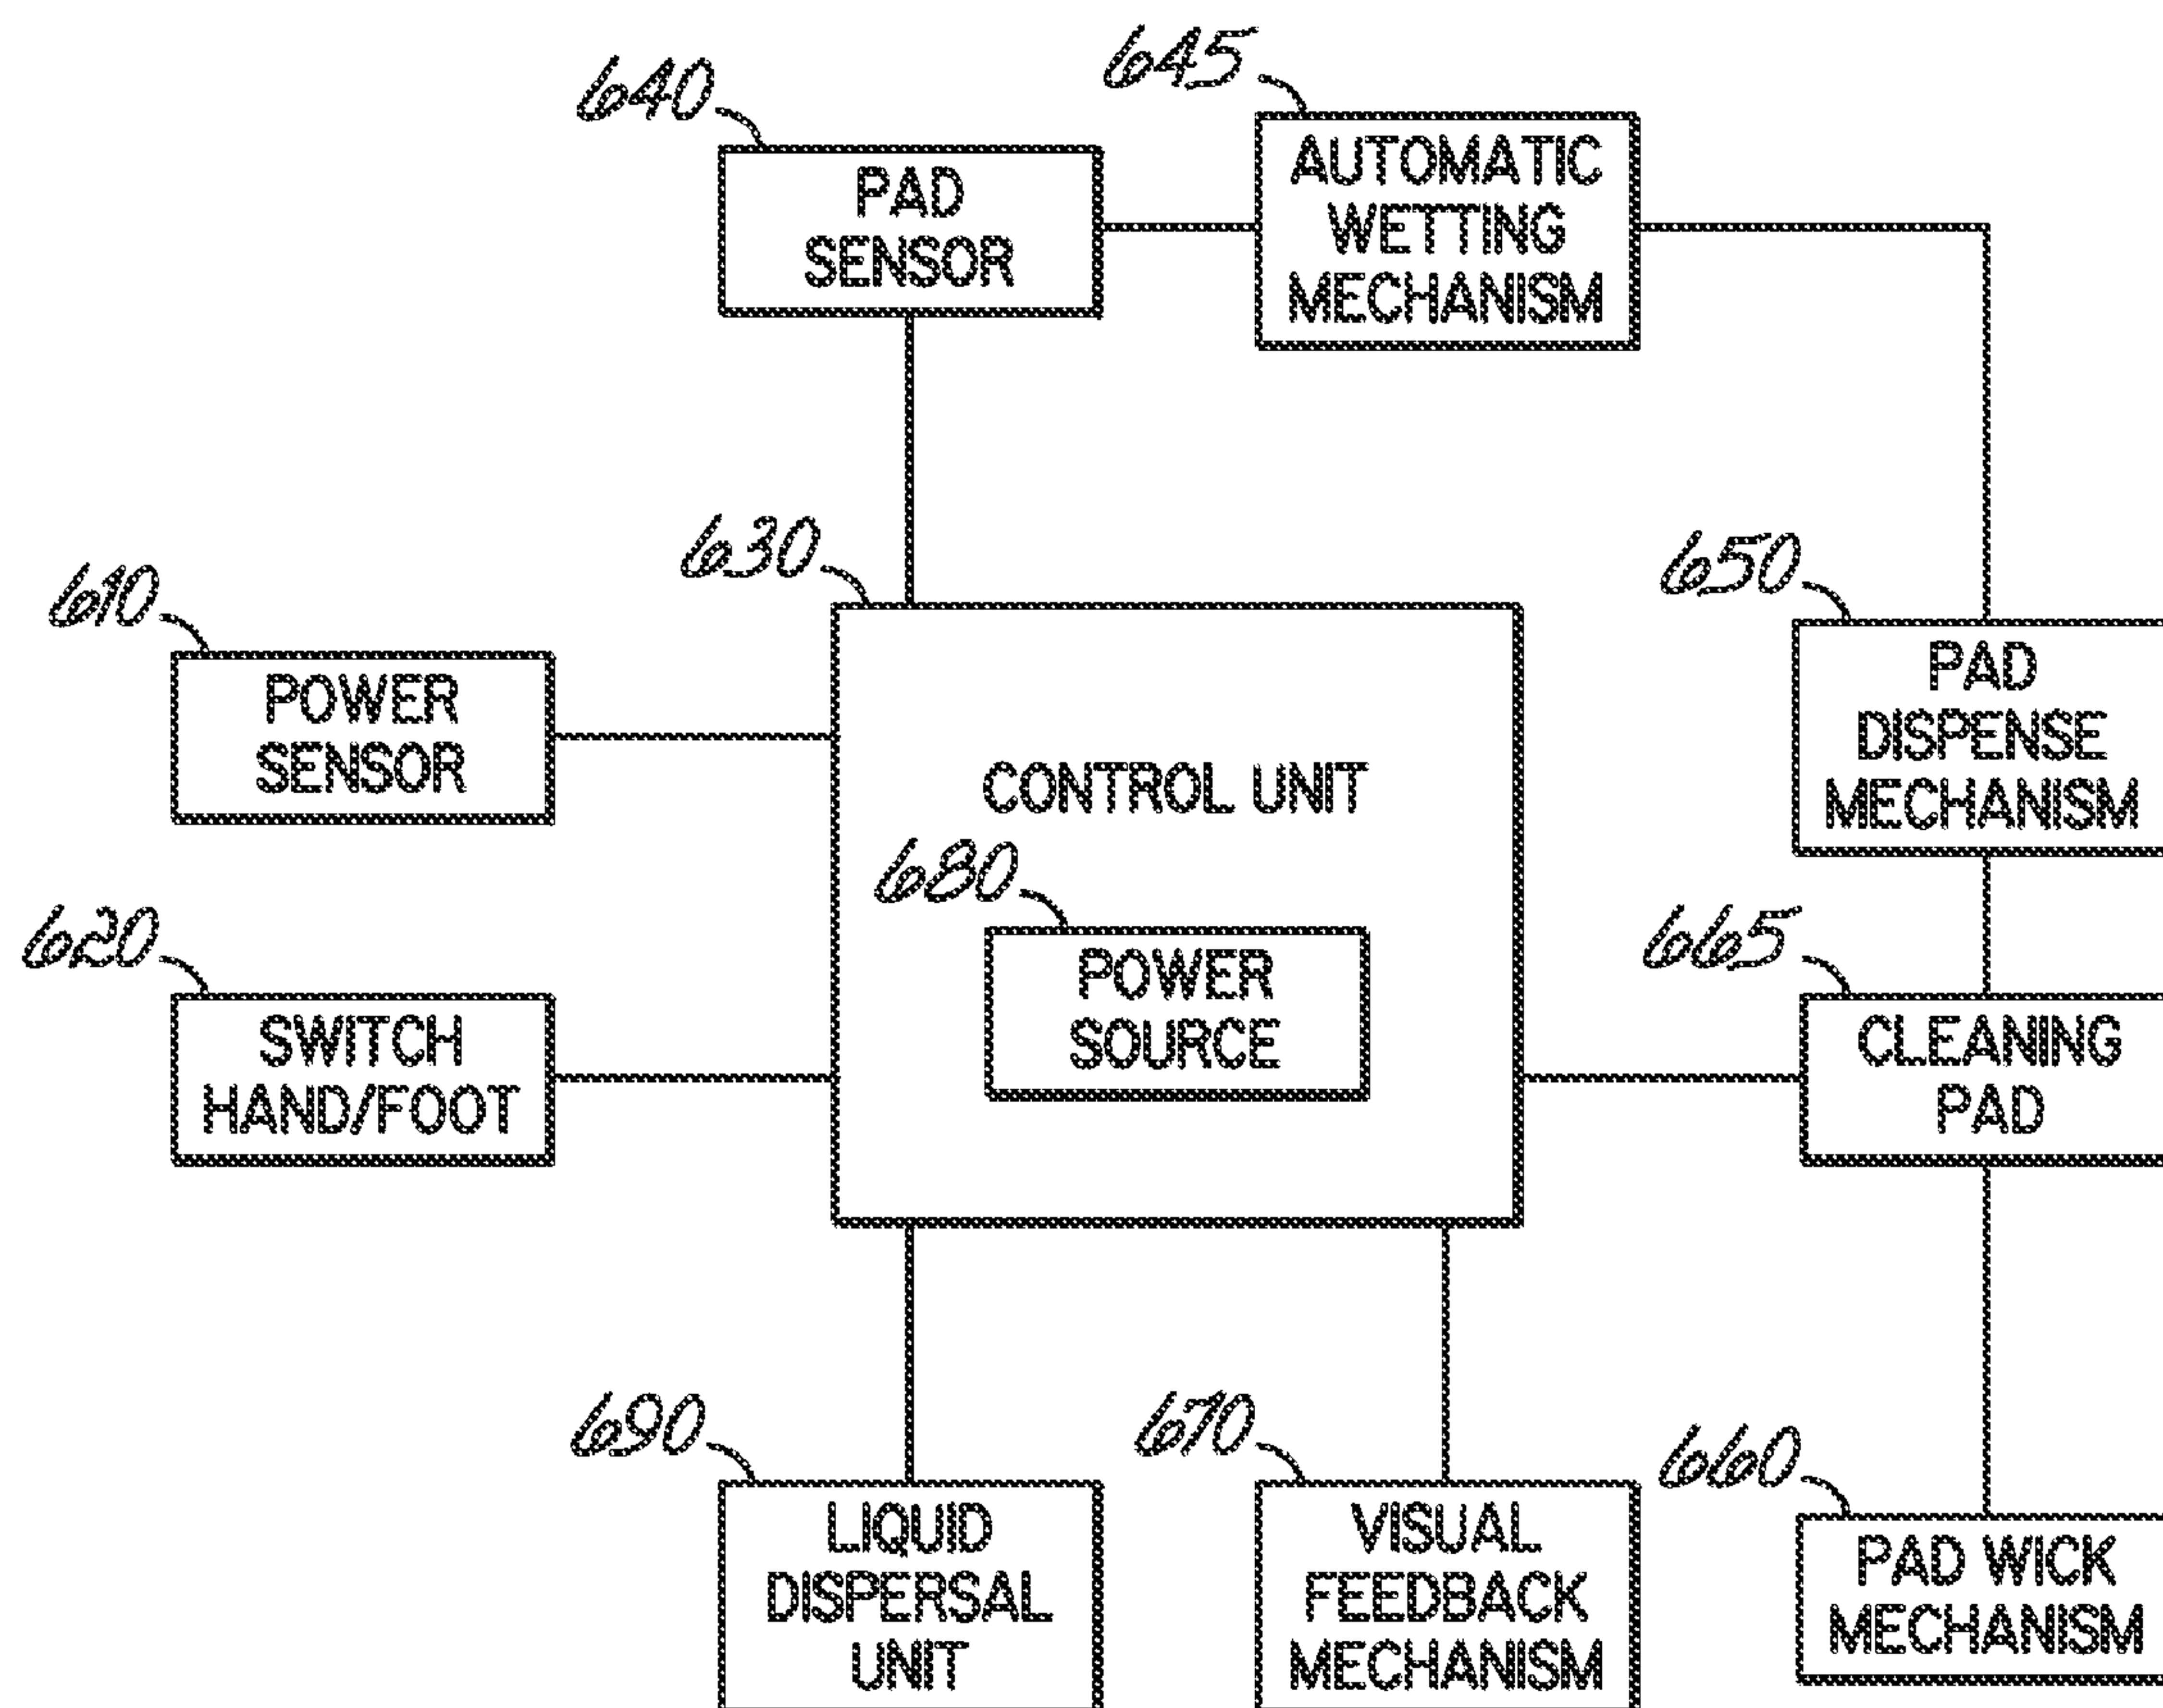 645
640
AUTOMATIC
WETTING
MECHANISM
PAD
SENSOR
630
650
610
PAD
DISPENSE
MECHANISM
POWER
SENSOR
CONTROL UNIT
680
620
665
POWER
SOURCE
SWITCH
HAND/FOOT
CLEANING
PAD
690
670
660
LIQUID
DISPERSAL
UNIT
VISUAL
FEEDBACK
MECHANISM
PAD WICK
MECHANISM